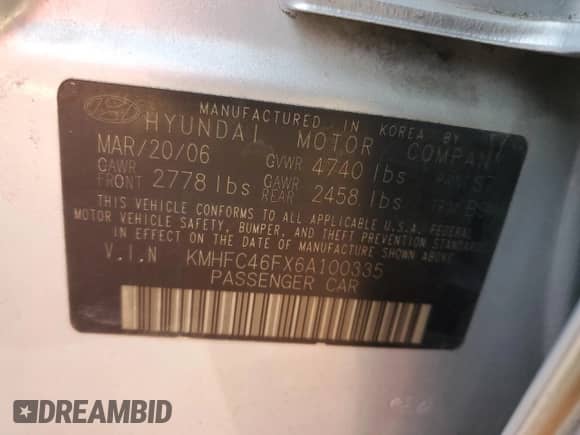 MANUFACTURED IN KOREA BY
HYUNDAI MOTOR COMPANY
MAR/20/06 GVWR 4740 lbs
GAWR FRONT 2778 lbs GAWR REAR 2458 lbs
THIS VEHICLE CONFORMS TO ALL APPLICABLE U.S.A. FEDERAL
MOTOR VEHICLE SAFETY, BUMPER, AND THEFT PREVENTION STANDARDS
IN EFFECT ON THE DATE OF MANUFACTURE SHOWN ABOVE
V.I.N KMHFC46FX6A100335
PASSENGER CAR
DREAMBID